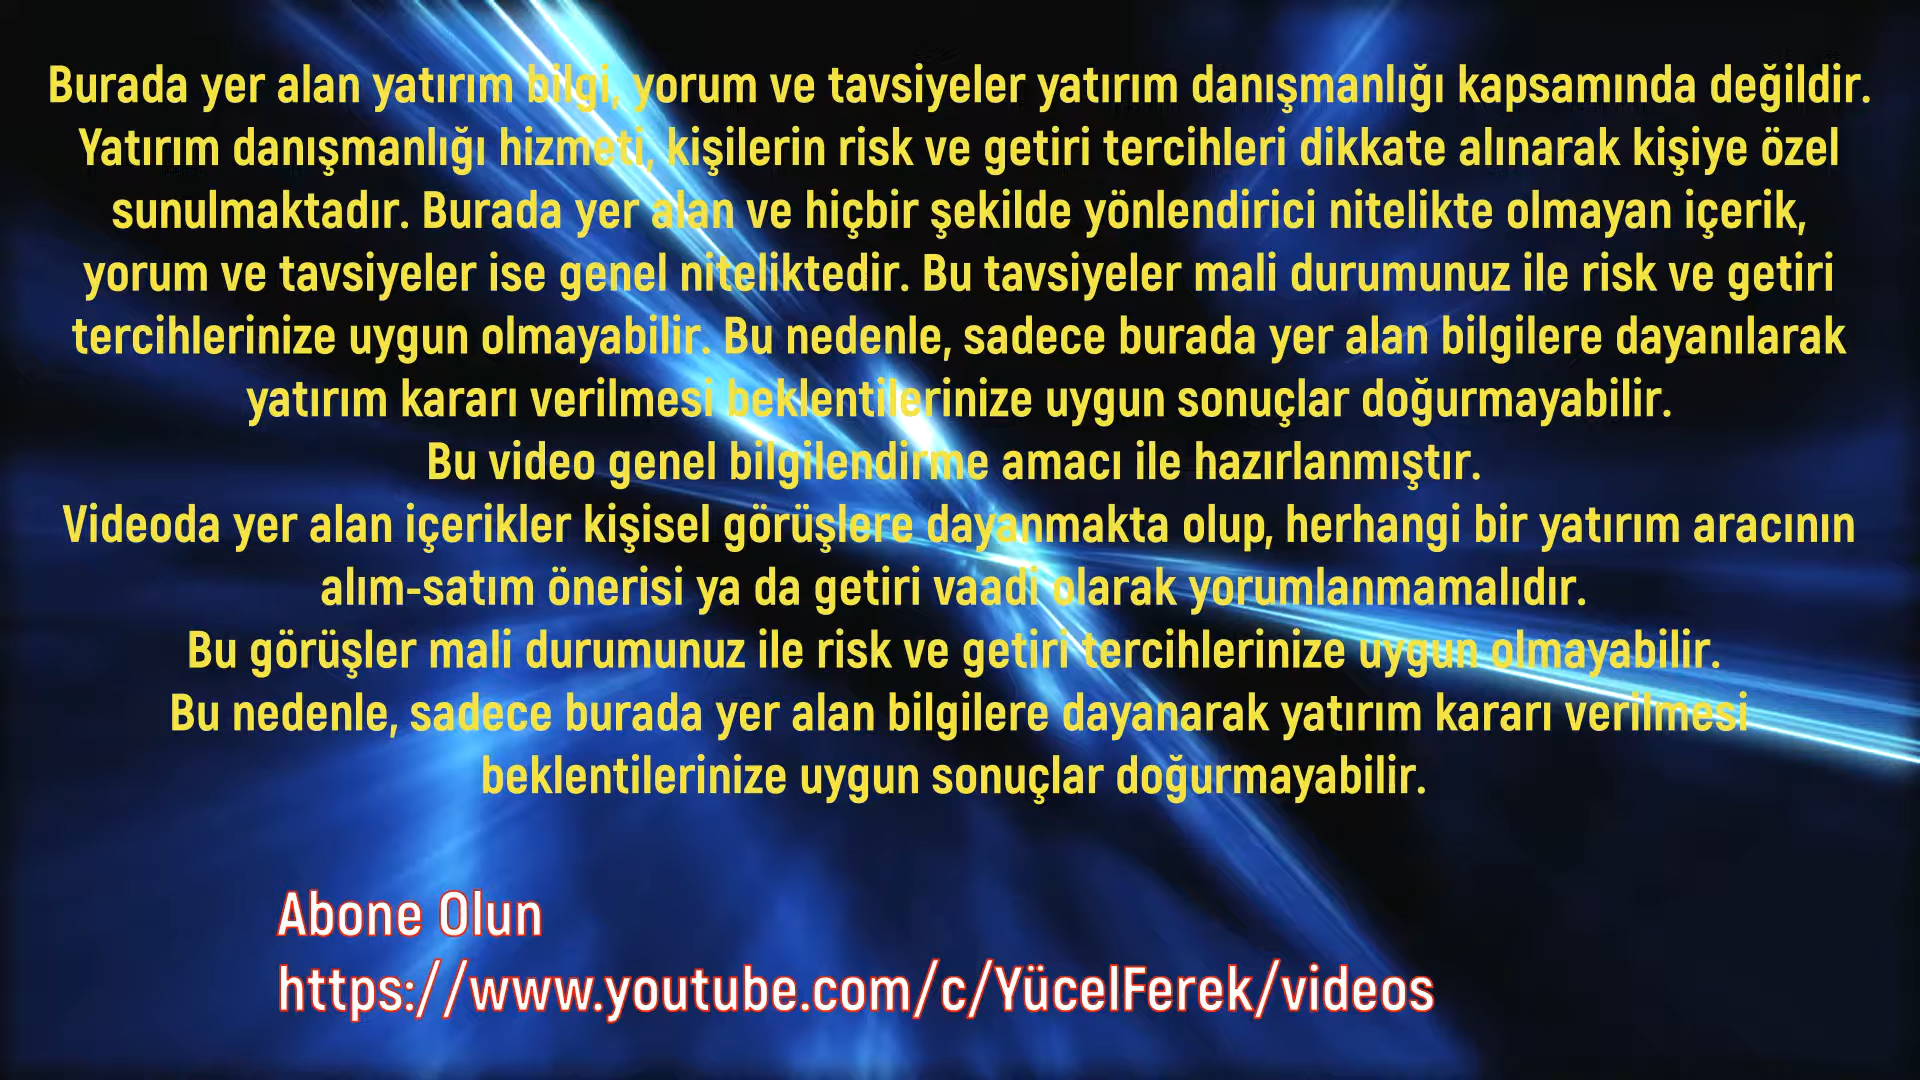 Burada yer alan yatırım bilgi, yorum ve tavsiyeler yatırım danışmanlığı kapsamında değildir.
Yatırım danışmanlığı hizmeti, kişilerin risk ve getiri tercihleri dikkate alınarak kişiye özel
sunulmaktadır. Burada yer alan ve hiçbir şekilde yönlendirici nitelikte olmayan içerik,
yorum ve tavsiyeler ise genel niteliktedir. Bu tavsiyeler mali durumunuz ile risk ve getiri
tercihlerinize uygun olmayabilir. Bu nedenle, sadece burada yer alan bilgilere dayanılarak
yatırım kararı verilmesi beklentilerinize uygun sonuçlar doğurmayabilir.
Bu video genel bilgilendirme amacı ile hazırlanmıştır.
Videoda yer alan içerikler kişisel görüşlere dayanmakta olup, herhangi bir yatırım aracının
alım-satım önerisi ya da getiri vaadi olarak yorumlanmamalıdır.
Bu görüşler mali durumunuz ile risk ve getiri tercihlerinize uygun olmayabilir.
Bu nedenle, sadece burada yer alan bilgilere dayanarak yatırım kararı verilmesi
beklentilerinize uygun sonuçlar doğurmayabilir.
Abone Olun
https://www.youtube.com/c/YücelFerek/videos